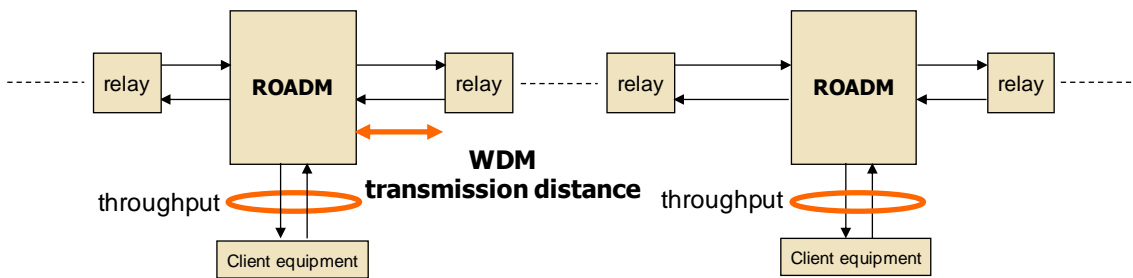 relay
ROADM
relay
relay
ROADM
relay
WDM
transmission distance
throughput
throughput
Client equipment
Client equipment